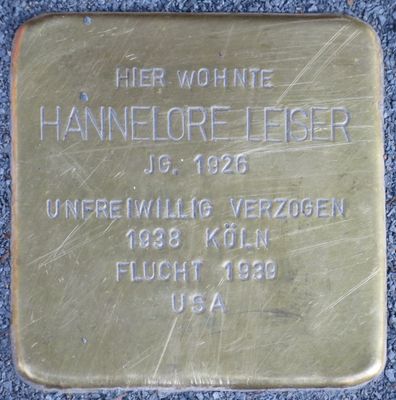 HIER WOHNTE
HANNELORE LEISER
JG. 1926
UNFREIWILLIG VERZOGEN
1938 KÖLN
FLUCHT 1939
USA